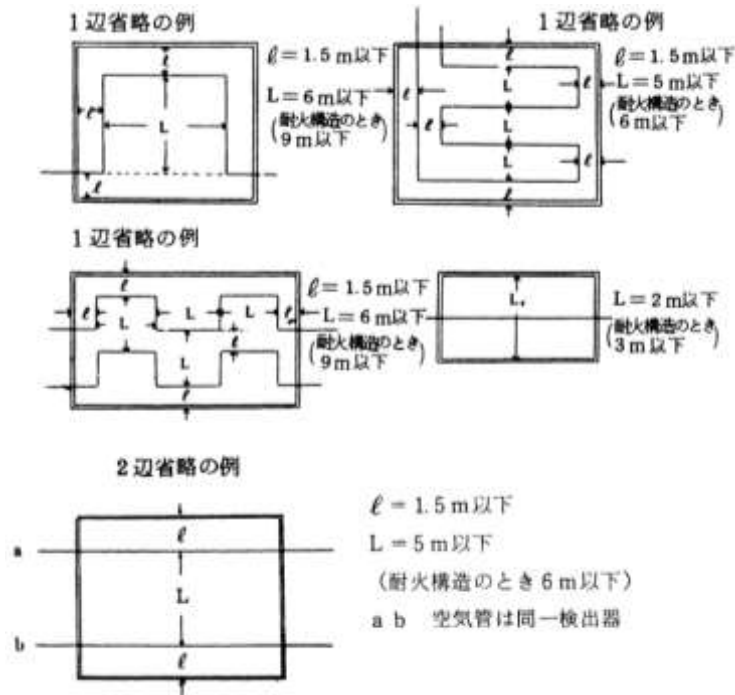 1辺省略の例
ℓ
ℓ
L
ℓ
ℓ=1.5m以下
L=6m以下
(耐火構造のとき
9m以下)
1辺省略の例
ℓ
ℓ
L
ℓ
ℓ
L
L
ℓ
ℓ
ℓ=1.5m以下
L=5m以下
(耐火構造のとき
6m以下)
1辺省略の例
ℓ
ℓ
L
L
L
ℓ
ℓ
L
ℓ
ℓ=1.5m以下
L=6m以下
(耐火構造のとき
9m以下)
L
L=2m以下
(耐火構造のとき
3m以下)
2辺省略の例
a
ℓ
L
b
ℓ
ℓ=1.5m以下
L=5m以下
(耐火構造のとき6m以下)
a b 空気管は同一検出器